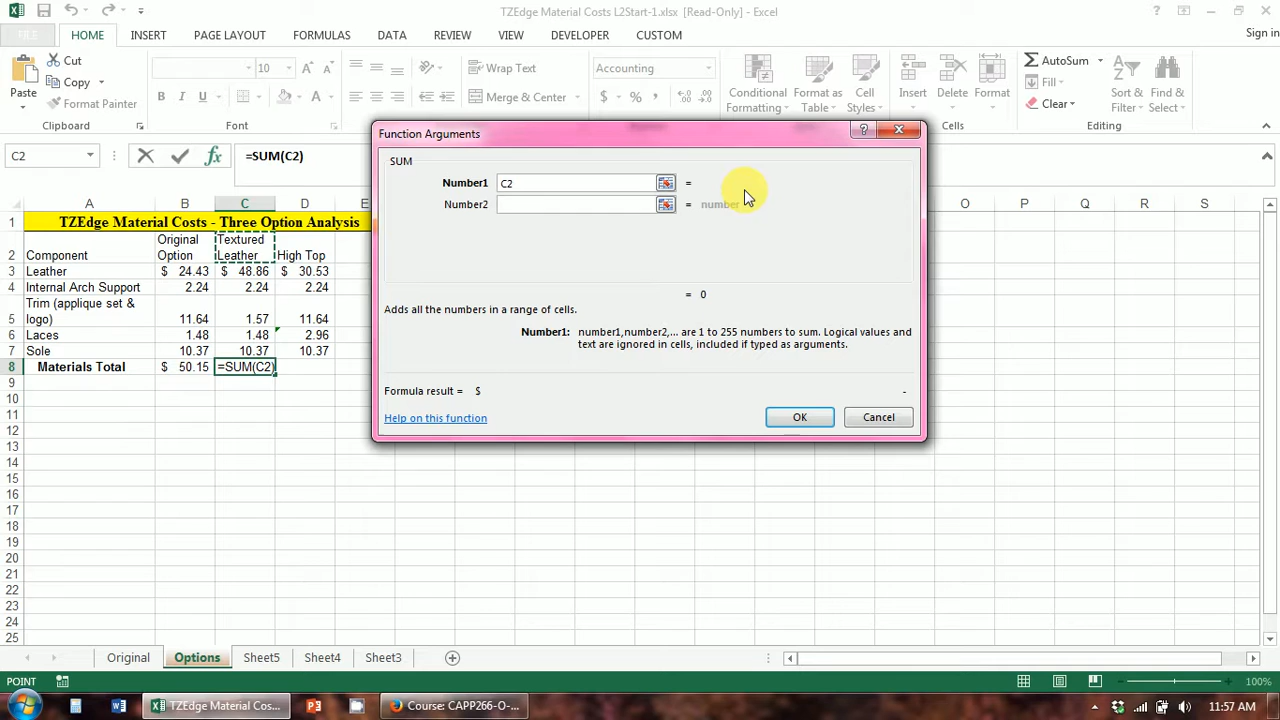 TZEdge Material Costs L2Start-1.xlsx [Read-Only] - Excel
FILE HOME INSERT PAGE LAYOUT FORMULAS DATA REVIEW VIEW DEVELOPER CUSTOM Sign in
Paste
Cut
Copy
Format Painter
Clipboard
10
B I U
Font
Wrap Text
Merge & Center
Accounting
$ % ,
Conditional Formatting
Format as Table
Cell Styles
Insert
Delete
Format
Cells
AutoSum
Fill
Clear
Sort & Filter
Find & Select
Editing
C2 =SUM(C2)
A B C D E O P Q R S
1 TZEdge Material Costs - Three Option Analysis
2 Component Original Option Textured Leather High Top
3 Leather $ 24.43 $ 48.86 $ 30.53
4 Internal Arch Support 2.24 2.24 2.24
5 Trim (applique set & logo) 11.64 1.57 11.64
6 Laces 1.48 1.48 2.96
7 Sole 10.37 10.37 10.37
8 Materials Total $ 50.15 =SUM(C2)
9
10
11
12
13
14
15
16
17
18
19
20
21
22
23
24
25
Function Arguments
SUM
Number1 C2 =
Number2 = number
= 0
Adds all the numbers in a range of cells.
Number1: number1,number2,... are 1 to 255 numbers to sum. Logical values and
text are ignored in cells, included if typed as arguments.
Formula result = $ -
Help on this function
OK
Cancel
Original Options Sheet5 Sheet4 Sheet3
POINT
100%
TZEdge Material Cos...
Course: CAPP266-O-...
11:57 AM